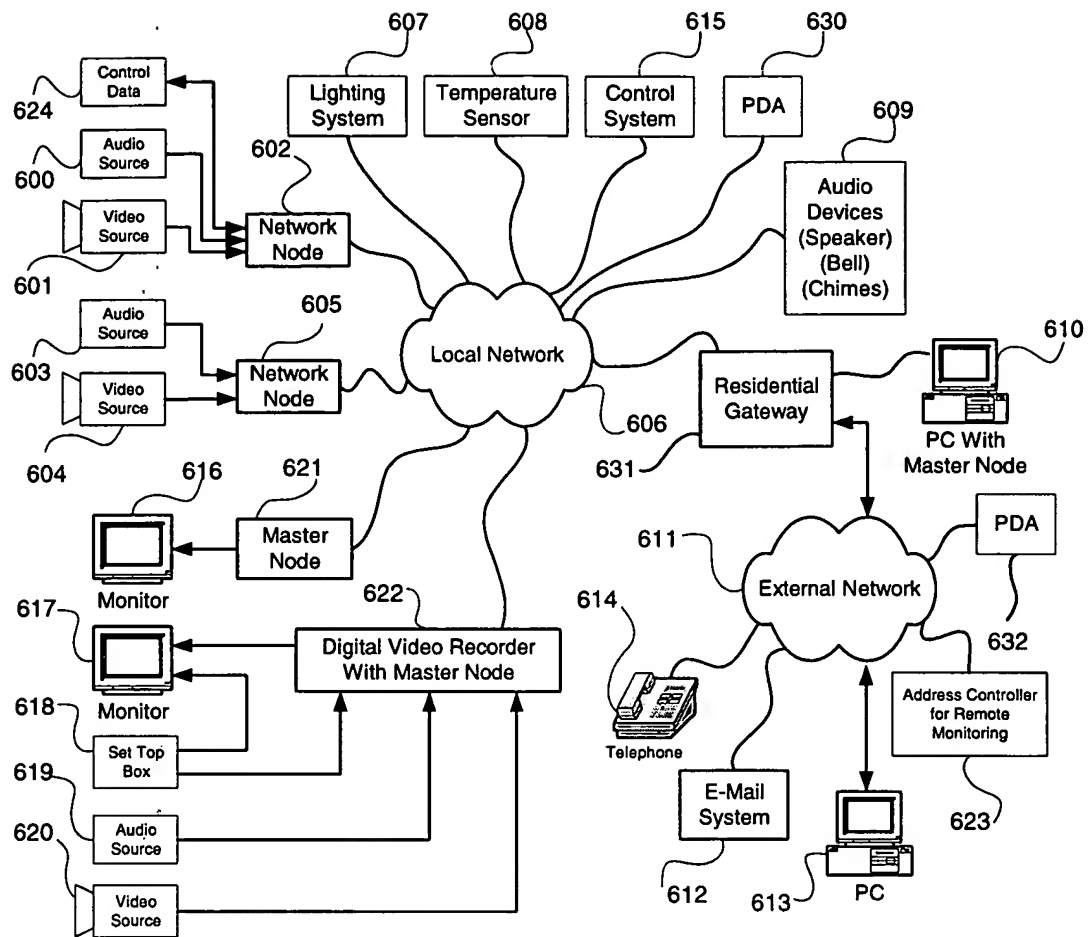 607
608
615
630
Control
Data
624
Lighting
System
Temperature
Sensor
Control
System
PDA
609
Audio
Source
600
602
Video
Source
601
Network
Node
Audio
Devices
(Speaker)
(Bell)
(Chimes)
Audio
Source
603
605
Video
Source
604
Network
Node
Local Network
606
Residential
Gateway
631
610
PC With
Master Node
616
621
Master
Node
Monitor
611
External Network
PDA
632
617
622
Digital Video Recorder
With Master Node
Monitor
614
Telephone
Address Controller
for Remote
Monitoring
623
618
Set Top
Box
619
Audio
Source
E-Mail
System
612
613
PC
620
Video
Source